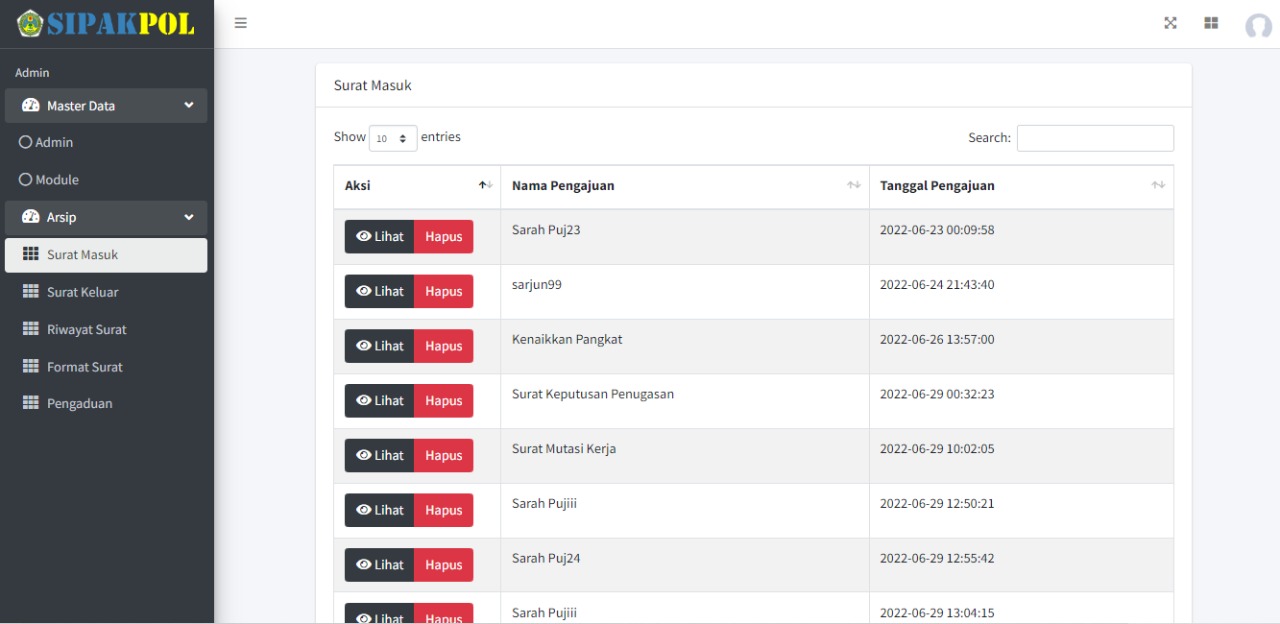 SIPAKPOL
Admin
Master Data
Admin
Module
Arsip
Surat Masuk
Surat Keluar
Riwayat Surat
Format Surat
Pengaduan
Surat Masuk
Show 10 entries Search:
Aksi Nama Pengajuan Tanggal Pengajuan
Lihat Hapus Sarah Puj23 2022-06-23 00:09:58
Lihat Hapus sarjun99 2022-06-24 21:43:40
Lihat Hapus Kenaikkan Pangkat 2022-06-26 13:57:00
Lihat Hapus Surat Keputusan Penugasan 2022-06-29 00:32:23
Lihat Hapus Surat Mutasi Kerja 2022-06-29 10:02:05
Lihat Hapus Sarah Pujiii 2022-06-29 12:50:21
Lihat Hapus Sarah Puj24 2022-06-29 12:55:42
Lihat Hapus Sarah Pujiii 2022-06-29 13:04:15